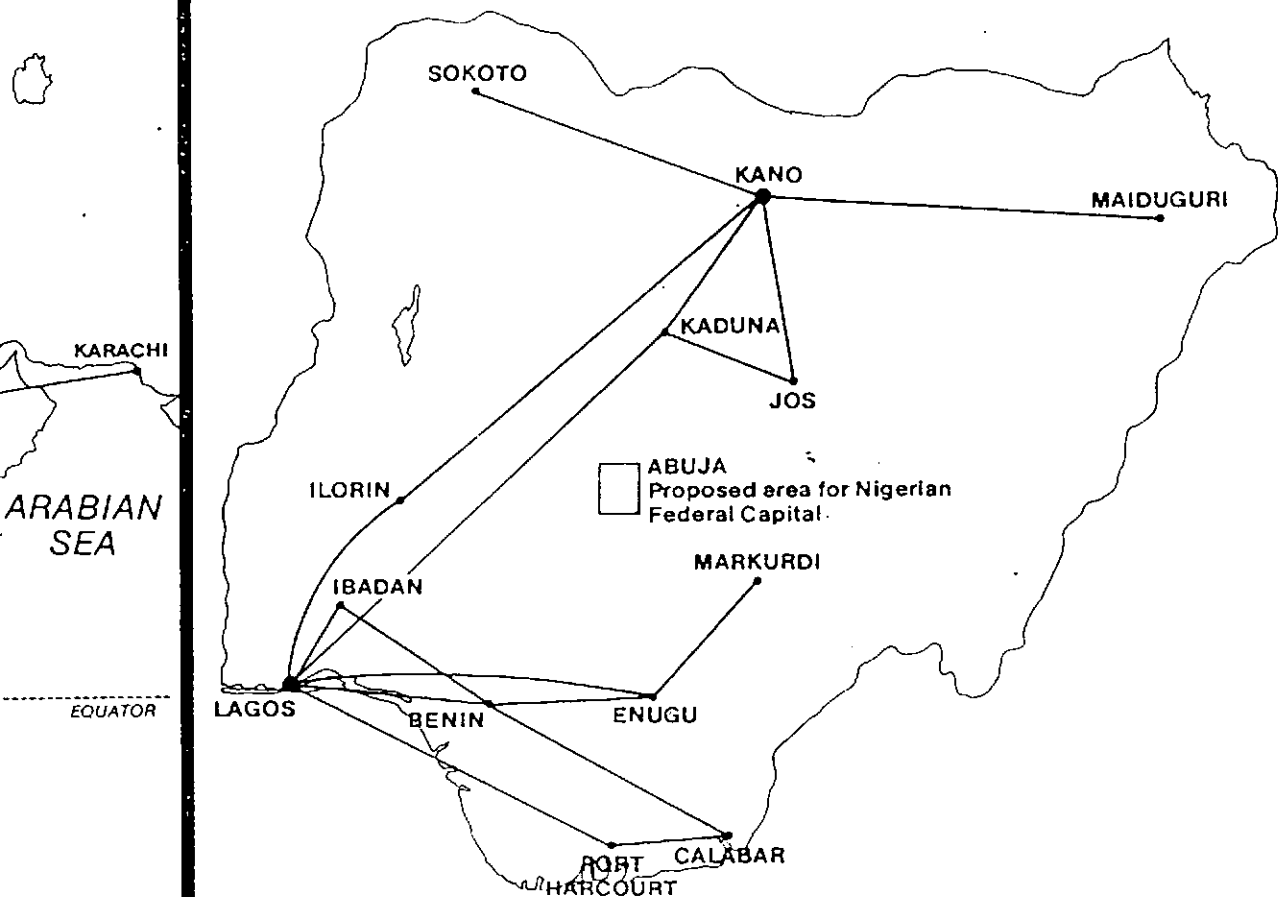 KARACHI
ARABIAN
SEA
EQUATOR
SOKOTO
KANO
MAIDUGURI
KADUNA
JOS
ABUJA
Proposed area for Nigerian
Federal Capital
ILORIN
MARKURDI
IBADAN
LAGOS
BENIN
ENUGU
PORT
HARCOURT
CALABAR